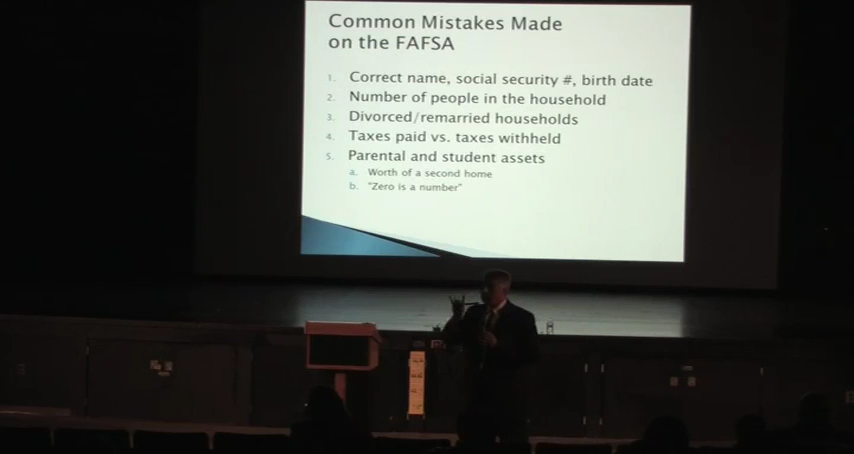 Common Mistakes Made
on the FAFSA
1. Correct name, social security #, birth date
2. Number of people in the household
3. Divorced/remarried households
4. Taxes paid vs. taxes withheld
5. Parental and student assets
a. Worth of a second home
b. "Zero is a number"